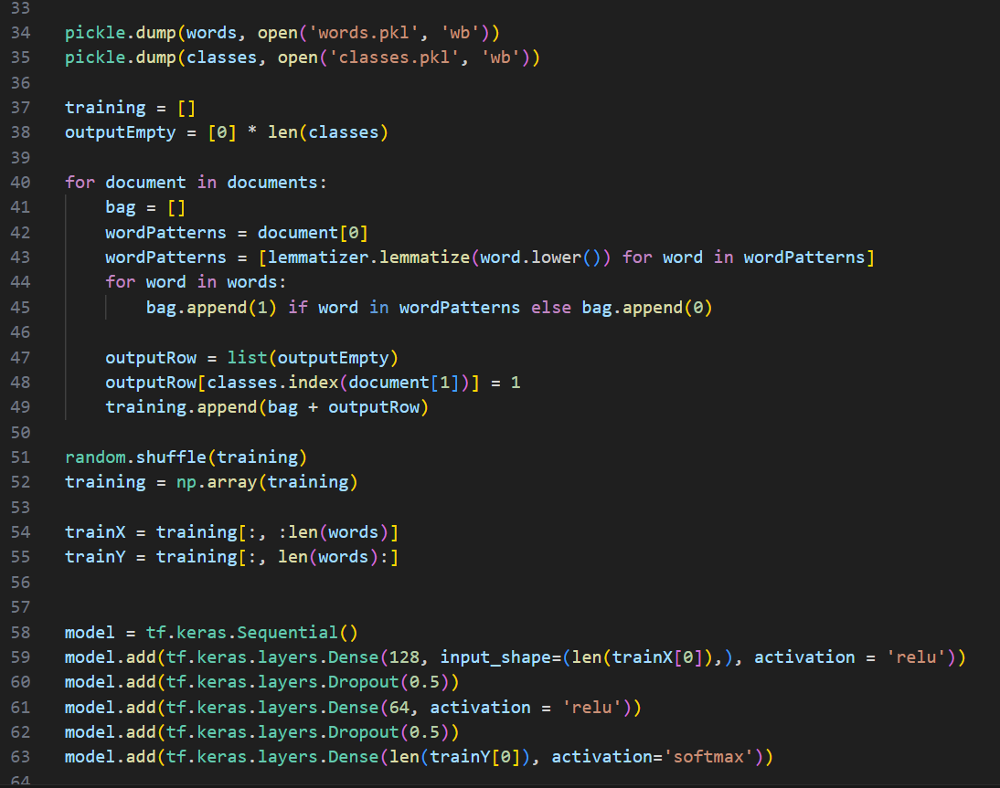 33
34 pickle.dump(words, open('words.pkl', 'wb'))
35 pickle.dump(classes, open('classes.pkl', 'wb'))
36
37 training = []
38 outputEmpty = [0] * len(classes)
39
40 for document in documents:
41     bag = []
42     wordPatterns = document[0]
43     wordPatterns = [lemmatizer.lemmatize(word.lower()) for word in wordPatterns]
44     for word in words:
45         bag.append(1) if word in wordPatterns else bag.append(0)
46
47     outputRow = list(outputEmpty)
48     outputRow[classes.index(document[1])] = 1
49     training.append(bag + outputRow)
50
51 random.shuffle(training)
52 training = np.array(training)
53
54 trainX = training[:, :len(words)]
55 trainY = training[:, len(words):]
56
57
58 model = tf.keras.Sequential()
59 model.add(tf.keras.layers.Dense(128, input_shape=(len(trainX[0]),), activation = 'relu'))
60 model.add(tf.keras.layers.Dropout(0.5))
61 model.add(tf.keras.layers.Dense(64, activation = 'relu'))
62 model.add(tf.keras.layers.Dropout(0.5))
63 model.add(tf.keras.layers.Dense(len(trainY[0]), activation='softmax'))
64